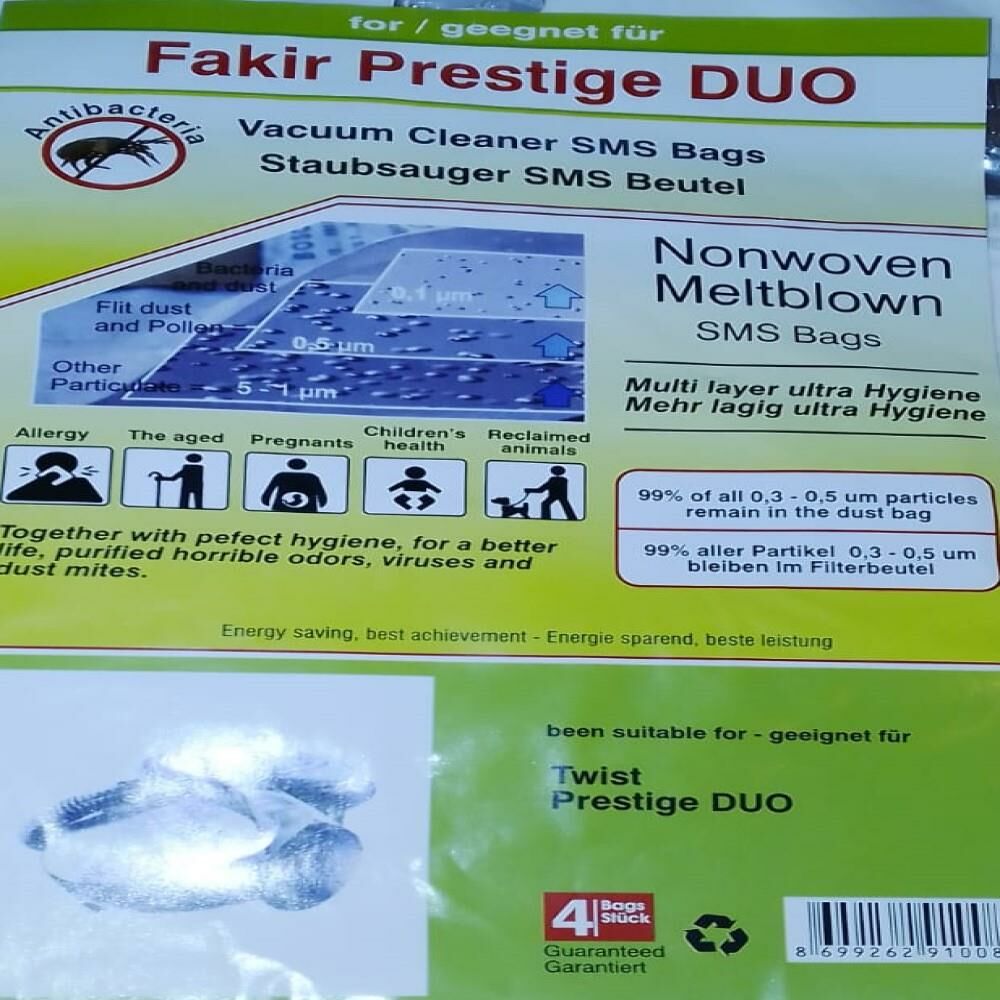 for / geegnet für
Fakir Prestige DUO
Antibacteria
Vacuum Cleaner SMS Bags
Staubsauger SMS Beutel
Bacteria
and dust
0.1 µm
Flit dust
and Pollen
0.5 µm
Other
Particulate
5 - 1 µm
Nonwoven
Meltblown
SMS Bags
Multi layer ultra Hygiene
Mehr lagig ultra Hygiene
Allergy
The aged
Pregnants
Children's
health
Reclaimed
animals
99% of all 0,3 - 0,5 um particles
remain in the dust bag
99% aller Partikel 0,3 - 0,5 um
bleiben Im Filterbeutel
Together with pefect hygiene, for a better
life, purified horrible odors, viruses and
dust mites.
Energy saving, best achievement - Energie sparend, beste leistung
been suitable for - geeignet für
Twist
Prestige DUO
4 Bags
Stück
Guaranteed
Garantiert
8 699262 91008